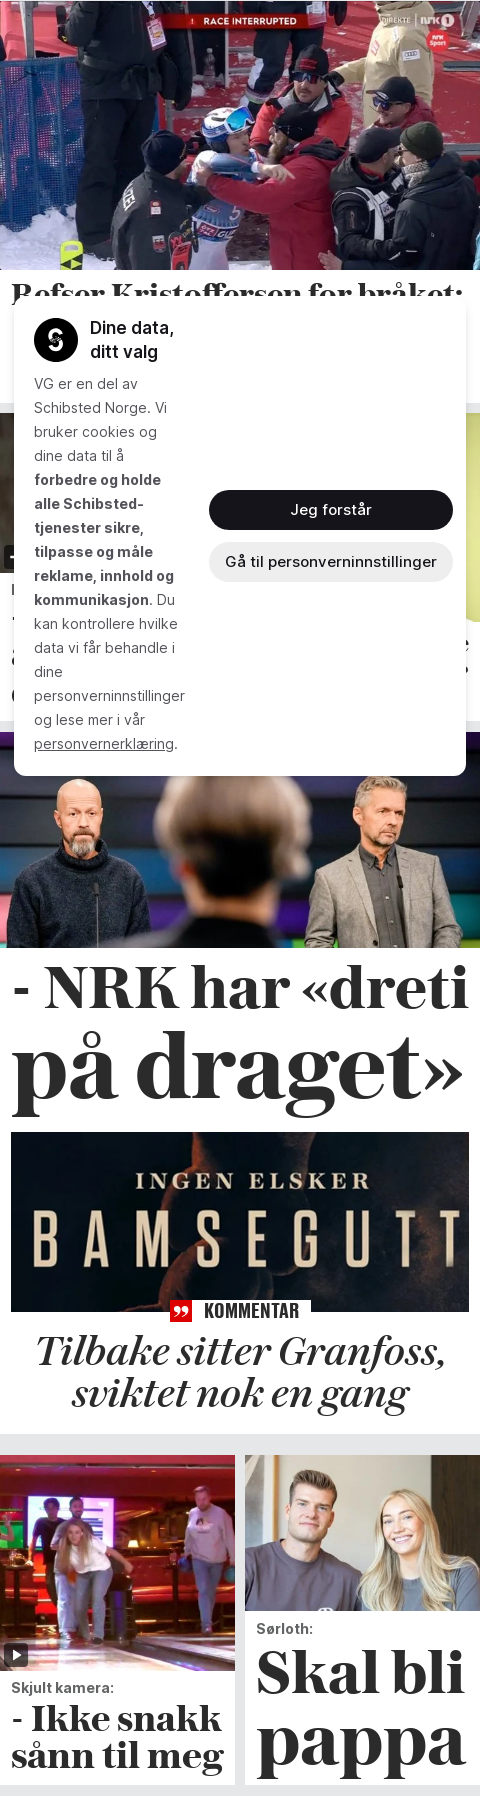 RACE INTERRUPTED
DIREKTE NRK 1
NRK Sport
Refser Kristoffersen for bråket:
Dine data,
ditt valg
VG er en del av
Schibsted Norge. Vi
bruker cookies og
dine data til å
forbedre og holde
alle Schibsted-
tjenester sikre,
tilpasse og måle
reklame, innhold og
kommunikasjon. Du
kan kontrollere hvilke
data vi får behandle i
dine
personverninnstillinger
og lese mer i vår
personvernerklæring.
Jeg forstår
Gå til personverninnstillinger
- NRK har «dreti
på draget»
INGEN ELSKER
BAMSEGUTT
KOMMENTAR
Tilbake sitter Granfoss,
sviktet nok en gang
Skjult kamera:
- Ikke snakk
sånn til meg
Sørloth:
Skal bli
pappa